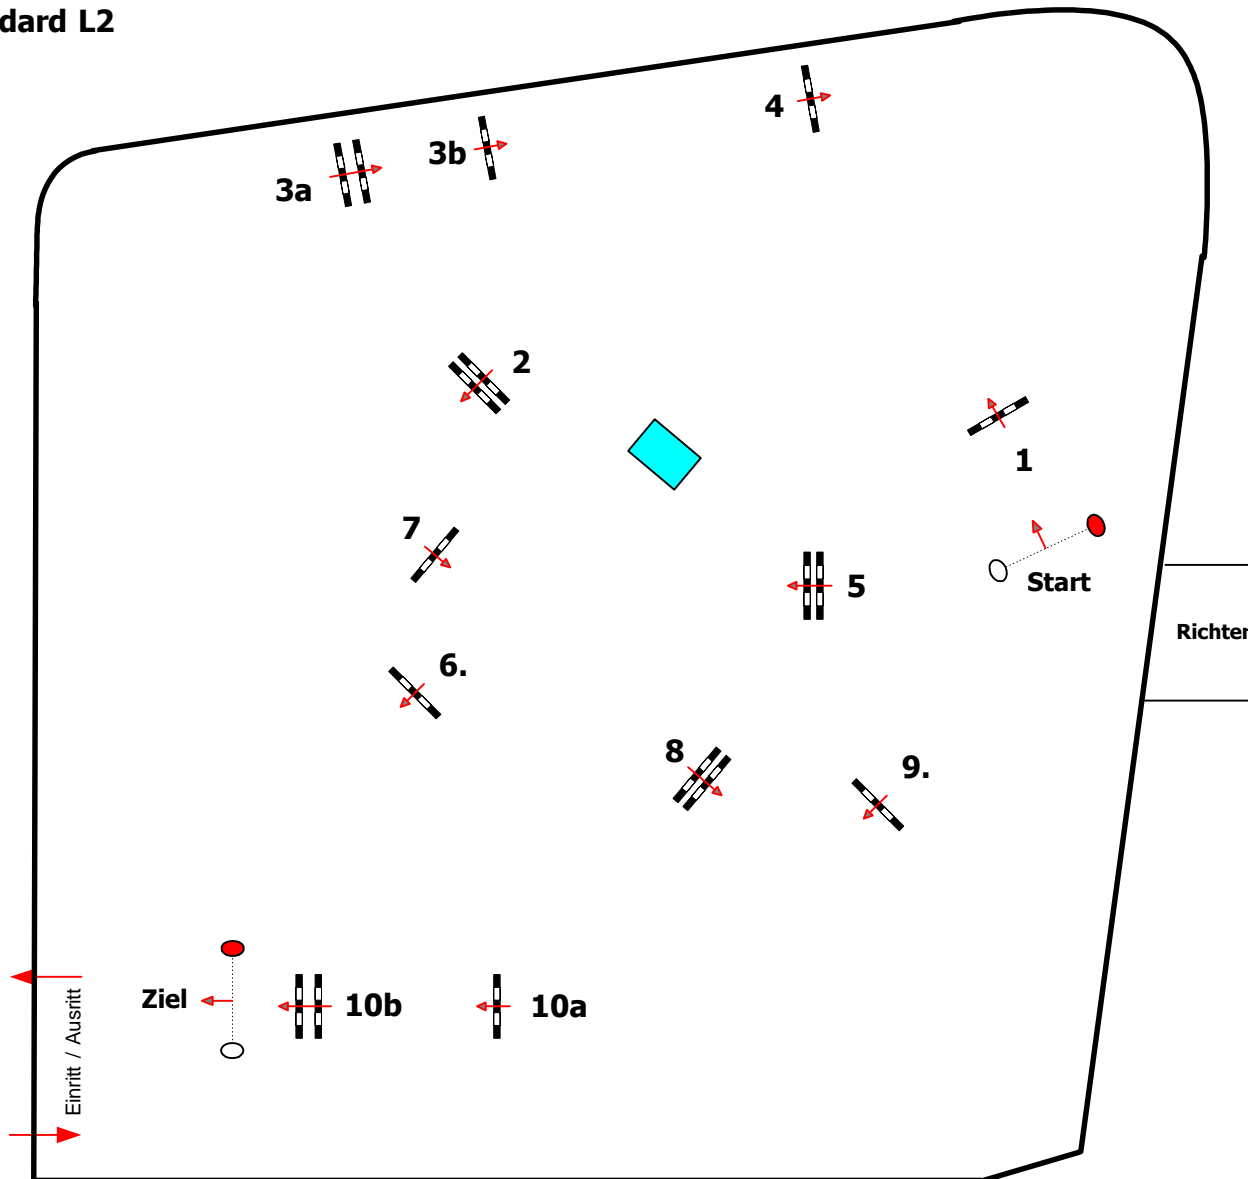 dard L2
4
3b
3a
2
1
7
Start
5
Richter
6.
8
9.
Ziel
10b
10a
Einritt / Ausritt